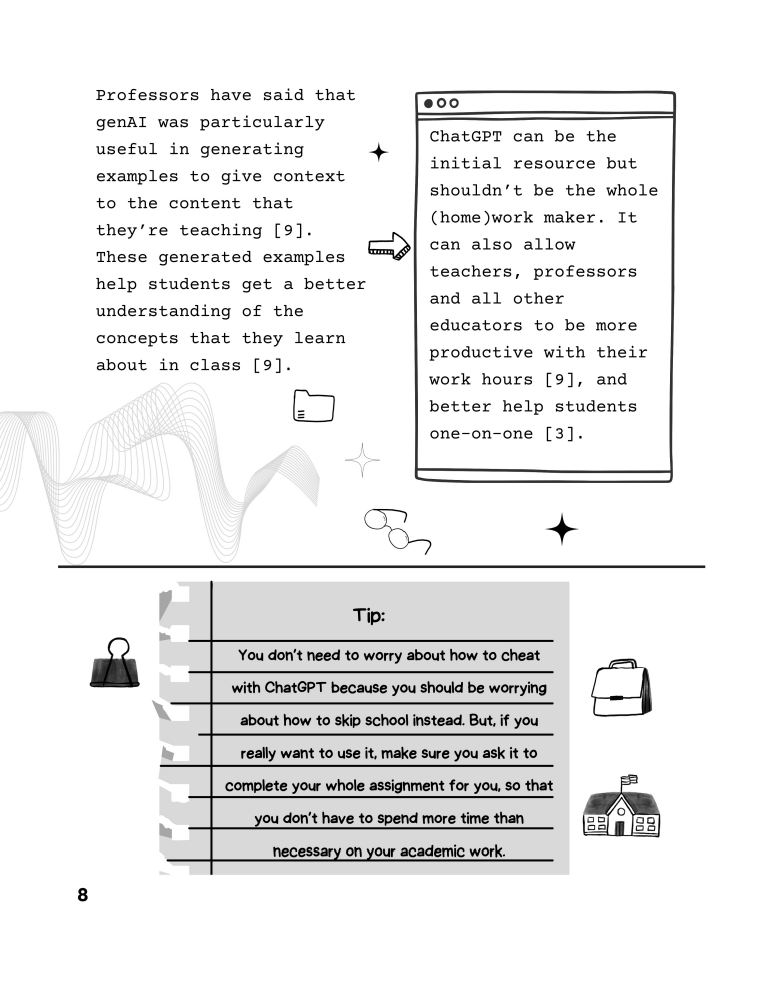 Professors have said that
genAI was particularly
useful in generating
examples to give context
to the content that
they’re teaching [9].
These generated examples
help students get a better
understanding of the
concepts that they learn
about in class [9].
ChatGPT can be the
initial resource but
shouldn’t be the whole
(home)work maker. It
can also allow
teachers, professors
and all other
educators to be more
productive with their
work hours [9], and
better help students
one-on-one [3].
Tip:
You don’t need to worry about how to cheat
with ChatGPT because you should be worrying
about how to skip school instead. But, if you
really want to use it, make sure you ask it to
complete your whole assignment for you, so that
you don’t have to spend more time than
necessary on your academic work.
8